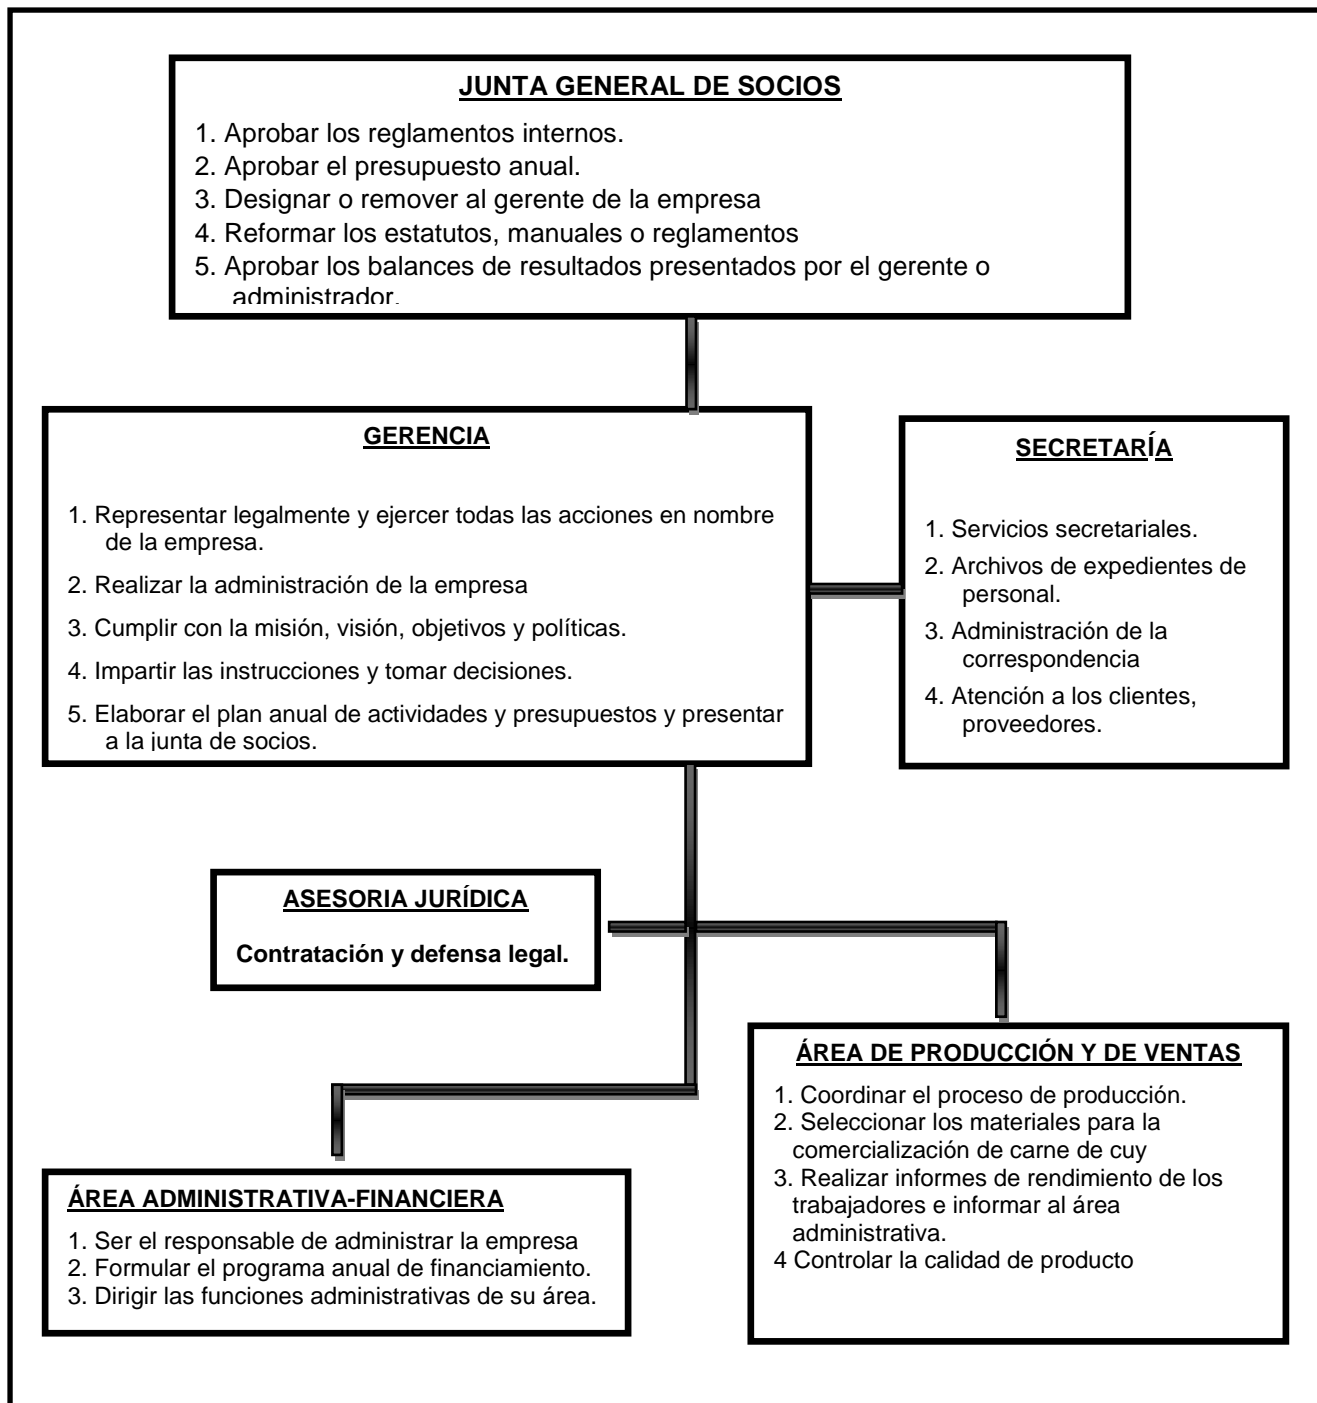 JUNTA GENERAL DE SOCIOS
1. Aprobar los reglamentos internos.
2. Aprobar el presupuesto anual.
3. Designar o remover al gerente de la empresa
4. Reformar los estatutos, manuales o reglamentos
5. Aprobar los balances de resultados presentados por el gerente o
administrador.
GERENCIA
1. Representar legalmente y ejercer todas las acciones en nombre
de la empresa.
2. Realizar la administración de la empresa
3. Cumplir con la misión, visión, objetivos y políticas.
4. Impartir las instrucciones y tomar decisiones.
5. Elaborar el plan anual de actividades y presupuestos y presentar
a la junta de socios.
SECRETARÍA
1. Servicios secretariales.
2. Archivos de expedientes de
personal.
3. Administración de la
correspondencia
4. Atención a los clientes,
proveedores.
ASESORIA JURÍDICA
Contratación y defensa legal.
ÁREA DE PRODUCCIÓN Y DE VENTAS
1. Coordinar el proceso de producción.
2. Seleccionar los materiales para la
comercialización de carne de cuy
3. Realizar informes de rendimiento de los
trabajadores e informar al área
administrativa.
4 Controlar la calidad de producto
ÁREA ADMINISTRATIVA-FINANCIERA
1. Ser el responsable de administrar la empresa
2. Formular el programa anual de financiamiento.
3. Dirigir las funciones administrativas de su área.